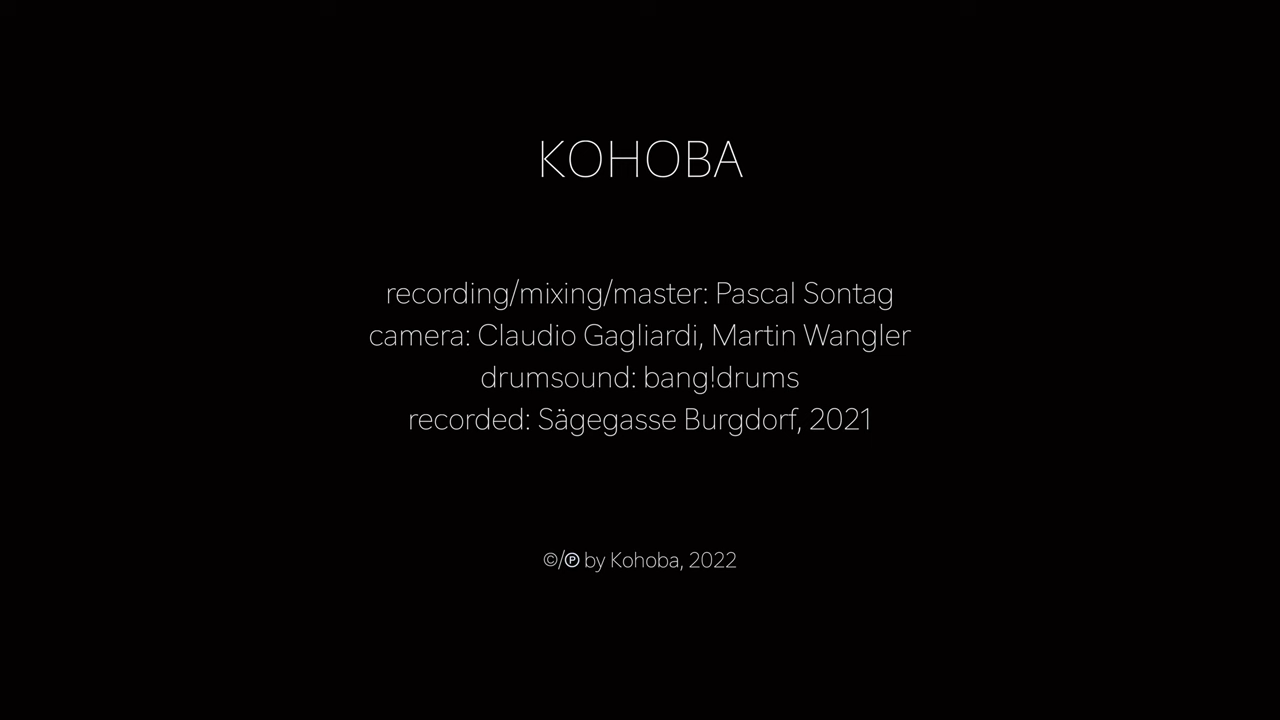 KOHOBA
recording/mixing/master: Pascal Sontag
camera: Claudio Gagliardi, Martin Wangler
drumsound: bang!drums
recorded: Sägegasse Burgdorf, 2021
©/℗ by Kohoba, 2022